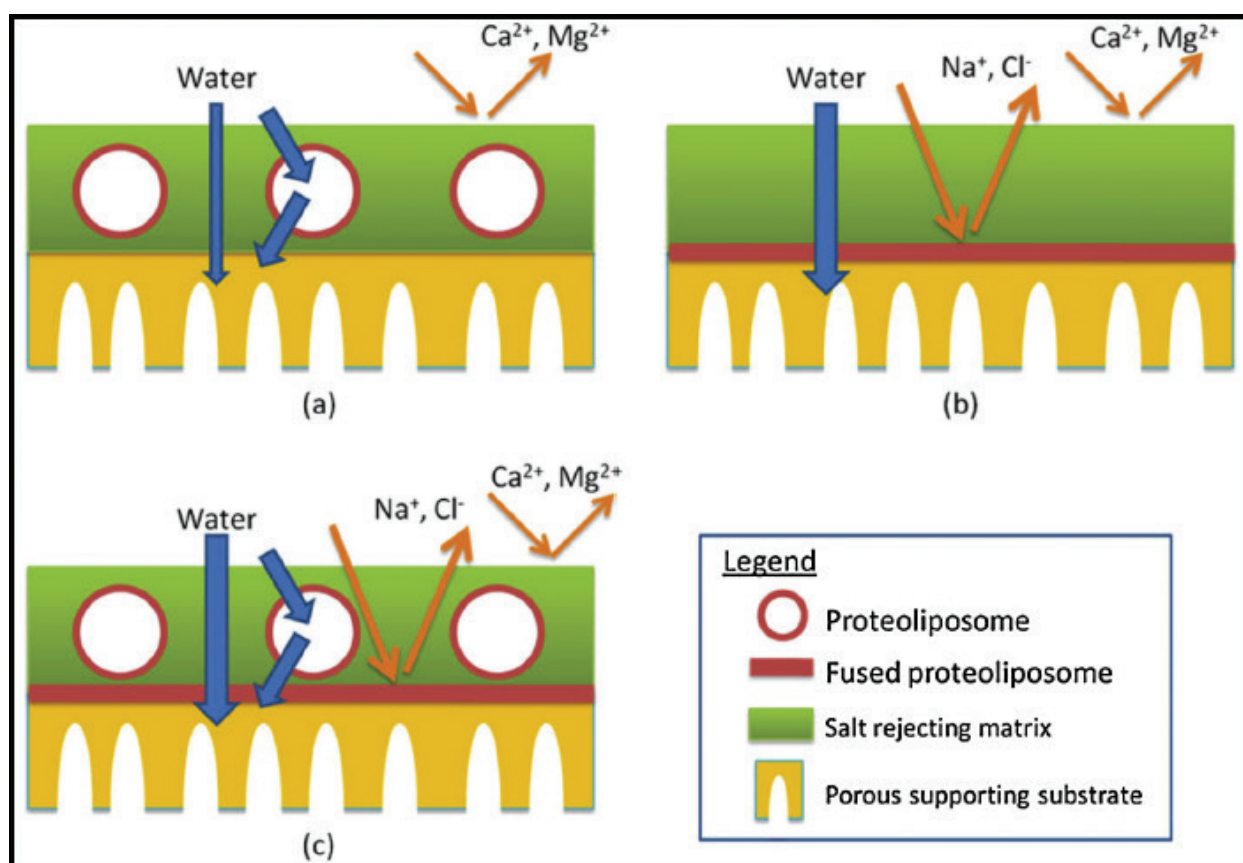 Ca²⁺, Mg²⁺
Water
(a)
Ca²⁺, Mg²⁺
Na⁺, Cl⁻
Water
(b)
Ca²⁺, Mg²⁺
Na⁺, Cl⁻
Water
(c)
Legend
Proteoliposome
Fused proteoliposome
Salt rejecting matrix
Porous supporting substrate